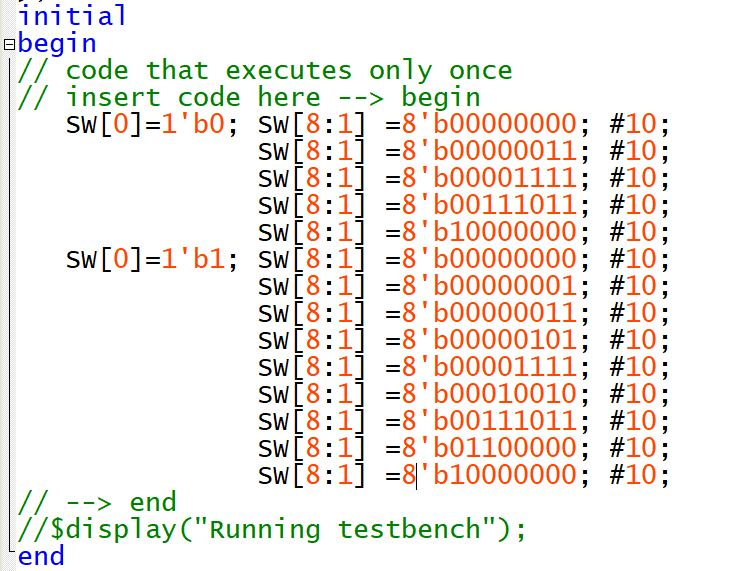 initial
begin
// code that executes only once
// insert code here --> begin
SW[0]=1'b0; SW[8:1] =8'b00000000; #10;
SW[8:1] =8'b00000011; #10;
SW[8:1] =8'b00001111; #10;
SW[8:1] =8'b00111011; #10;
SW[8:1] =8'b10000000; #10;
SW[0]=1'b1; SW[8:1] =8'b00000000; #10;
SW[8:1] =8'b00000001; #10;
SW[8:1] =8'b00000011; #10;
SW[8:1] =8'b00000101; #10;
SW[8:1] =8'b00001111; #10;
SW[8:1] =8'b00010010; #10;
SW[8:1] =8'b00111011; #10;
SW[8:1] =8'b01100000; #10;
SW[8:1] =8'b10000000; #10;
// --> end
//$display("Running testbench");
end